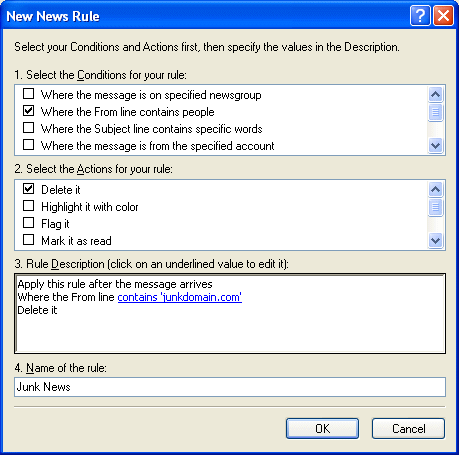 New News Rule
Select your Conditions and Actions first, then specify the values in the Description.
1. Select the Conditions for your rule:
Where the message is on specified newsgroup
Where the From line contains people
Where the Subject line contains specific words
Where the message is from the specified account
2. Select the Actions for your rule:
Delete it
Highlight it with color
Flag it
Mark it as read
3. Rule Description (click on an underlined value to edit it):
Apply this rule after the message arrives
Where the From line contains 'junkdomain.com'
Delete it
4. Name of the rule:
Junk News
OK Cancel